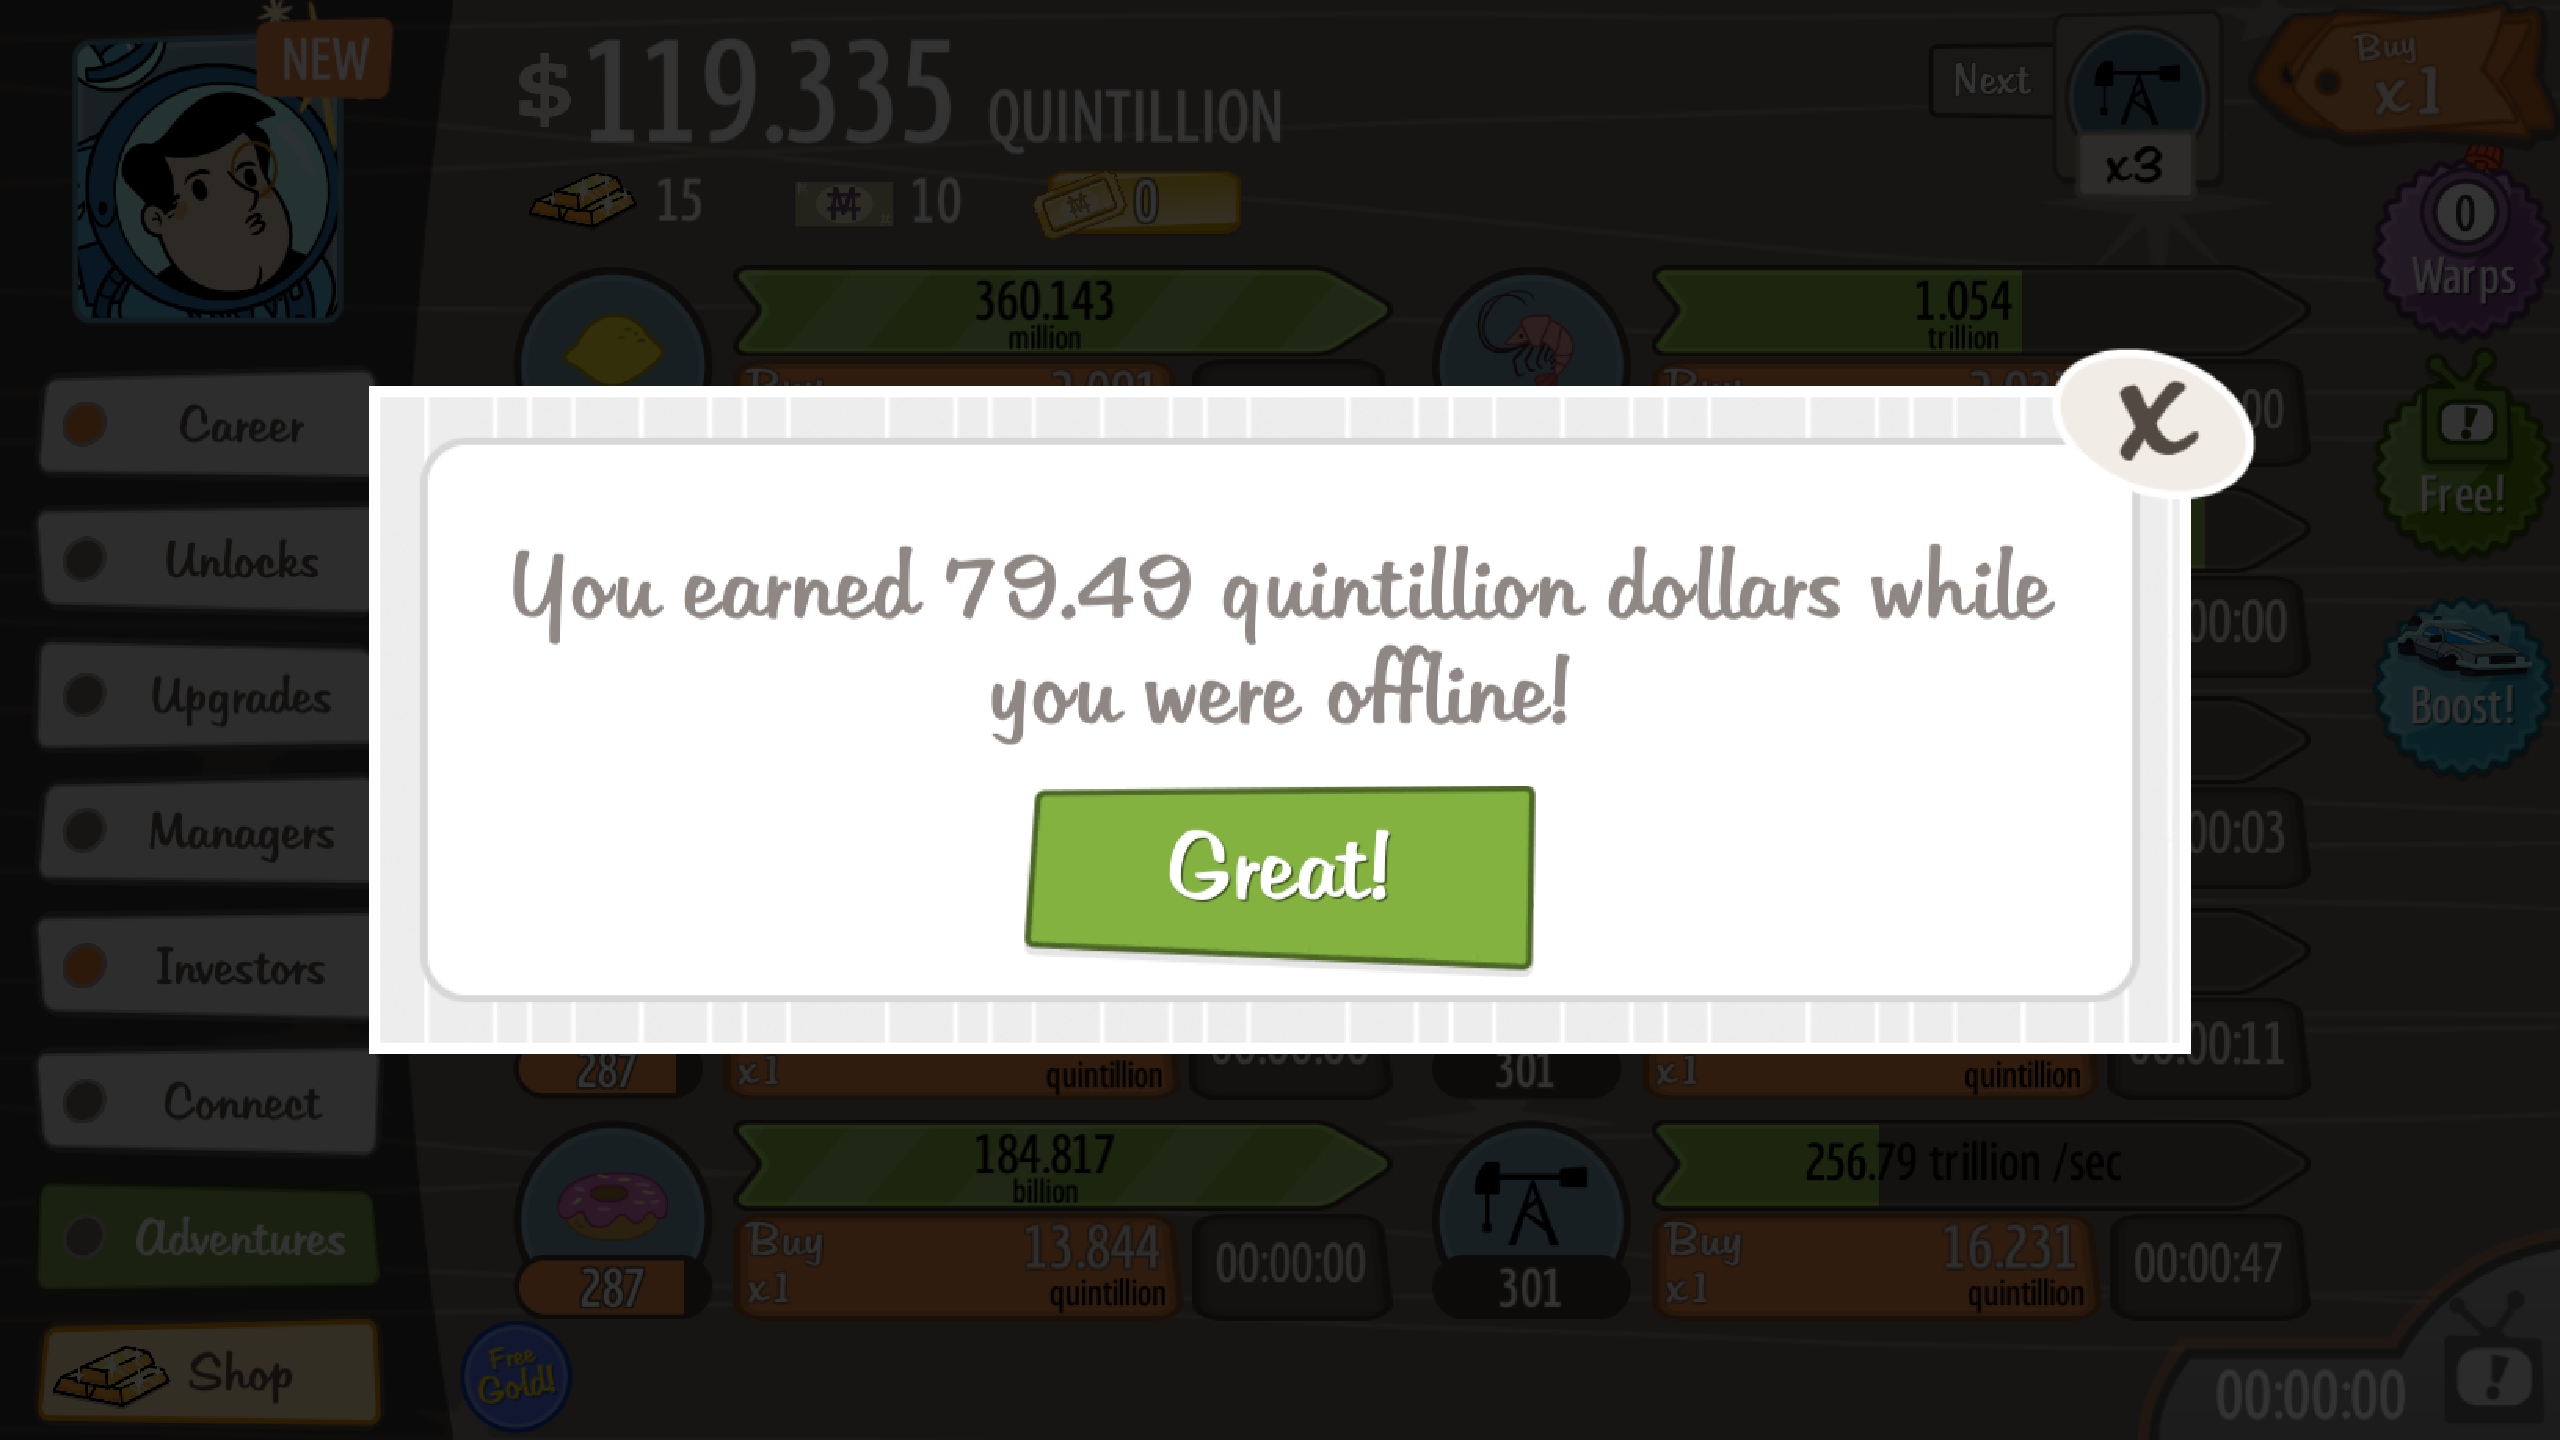 NEW
$119.335 QUINTILLION
Next
x3
Buy
x1
15
10
0
0
Warps
360.143
million
1.054
trillion
Buy
Buy
00
Free!
Career
Unlocks
Upgrades
Managers
Investors
Connect
Adventures
Shop
X
You earned 79.49 quintillion dollars while
you were offline!
Great!
00:00
Boost!
00:03
00:11
287
x1
quintillion
301
x1
quintillion
184.817
billion
256.79 trillion /sec
Buy
x1
13.844
quintillion
00:00:00
Buy
x1
16.231
quintillion
00:00:47
287
301
Free
Gold!
00:00:00